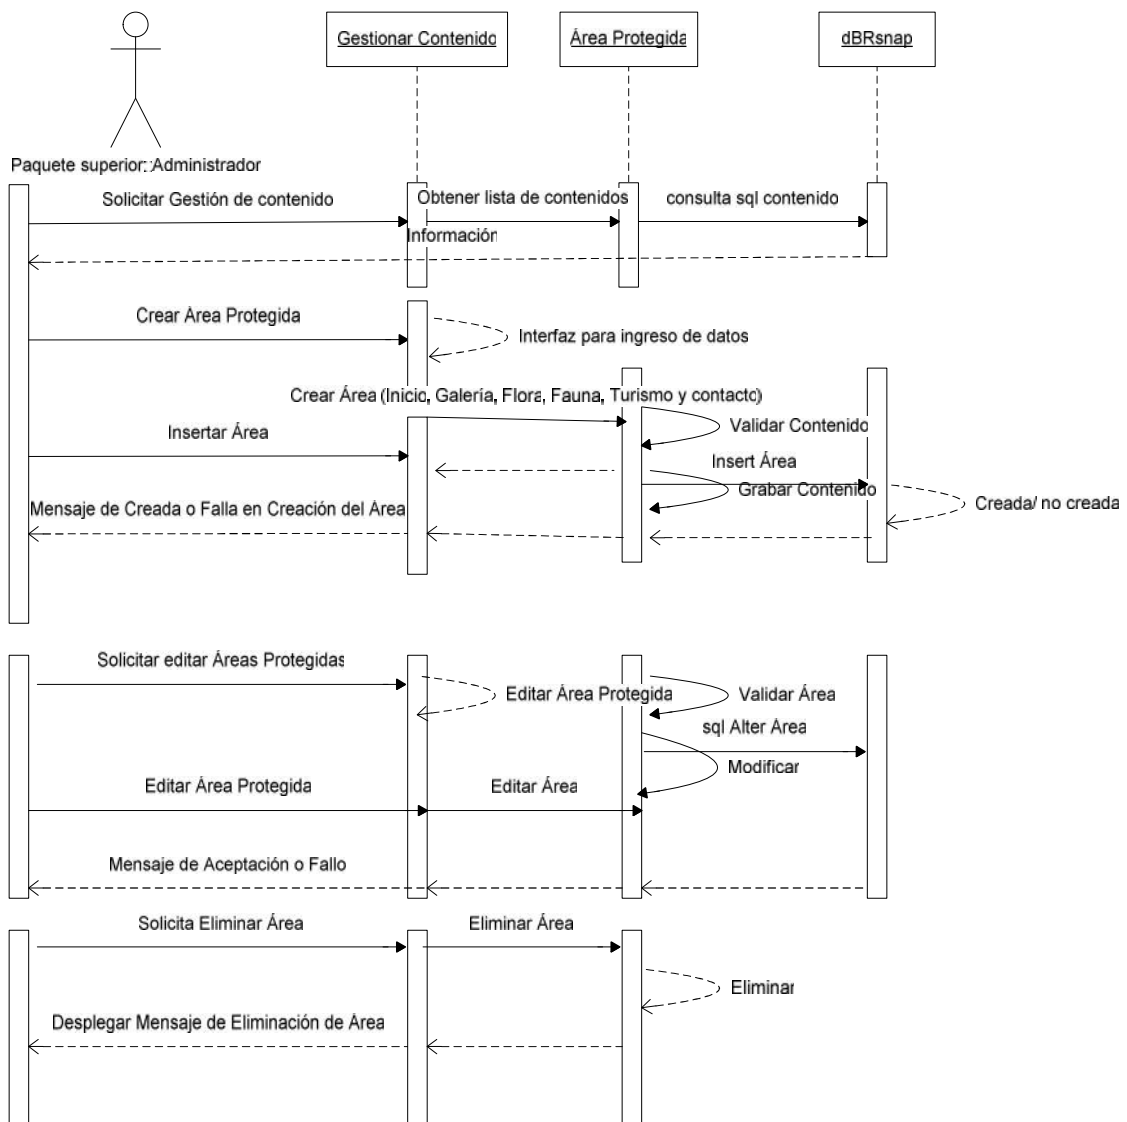 Gestionar Contenido
Área Protegida
dBRsnap
Paquete superior::Administrador
Solicitar Gestión de contenido
Obtener lista de contenidos
consulta sql contenido
Información
Crear Área Protegida
Interfaz para ingreso de datos
Crear Área (Inicio, Galería, Flora, Fauna, Turismo y contacto)
Validar Contenido
Insertar Área
Insert Área
Grabar Contenido
Creada/ no creada
Mensaje de Creada o Falla en Creación del Área
Solicitar editar Áreas Protegidas
Editar Área Protegida
Validar Área
sql Alter Área
Modificar
Editar Área Protegida
Editar Área
Mensaje de Aceptación o Fallo
Solicita Eliminar Área
Eliminar Área
Eliminar
Desplegar Mensaje de Eliminación de Área